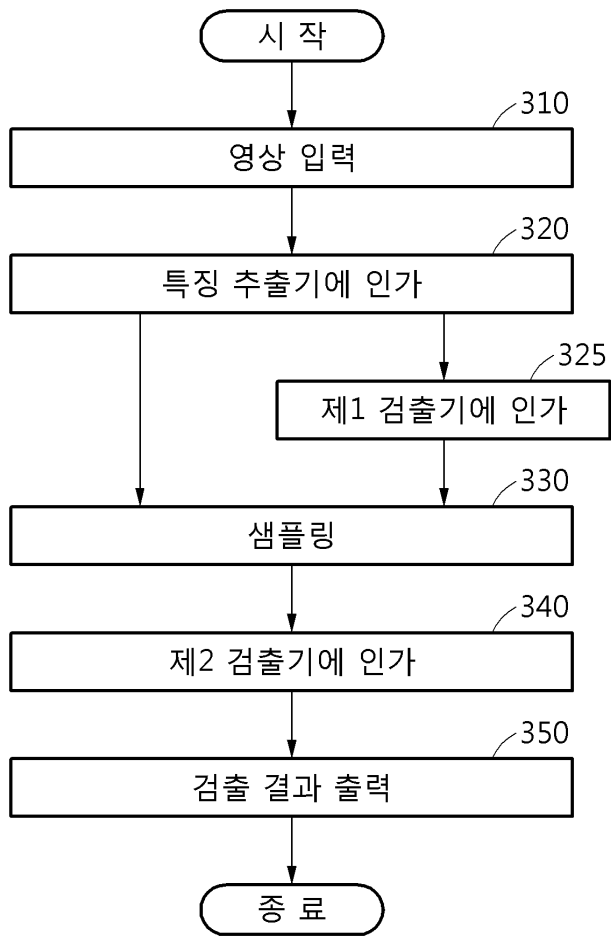 시 작
310
영상 입력
320
특징 추출기에 인가
325
제1 검출기에 인가
330
샘플링
340
제2 검출기에 인가
350
검출 결과 출력
종 료